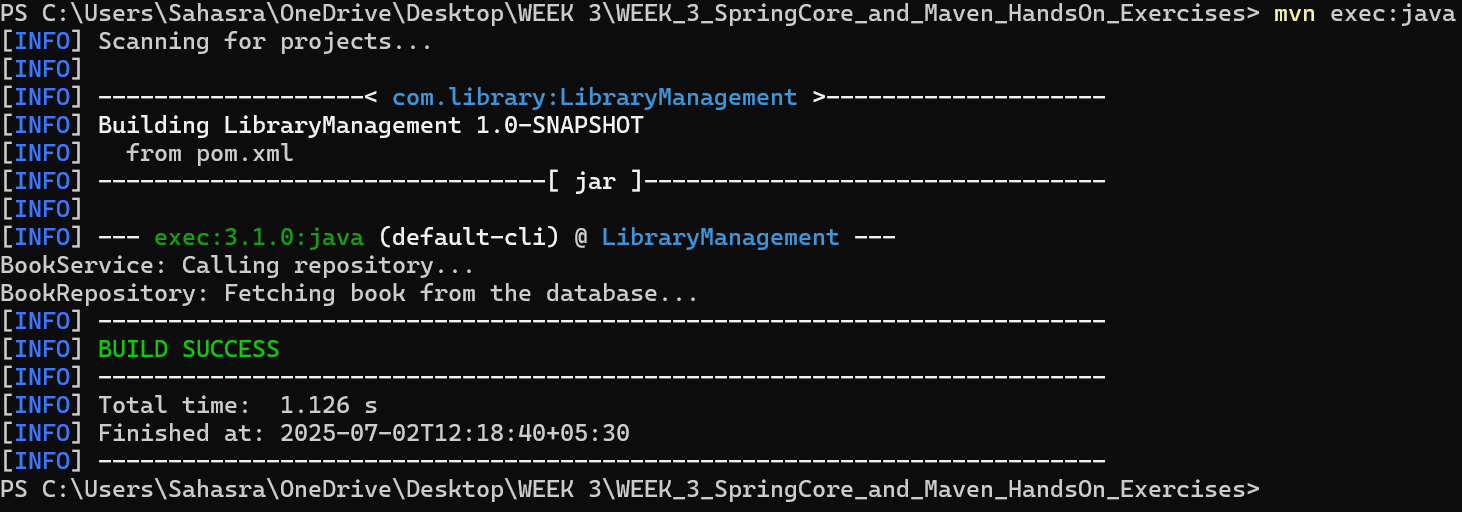 PS C:\Users\Sahasra\OneDrive\Desktop\WEEK 3\WEEK_3_SpringCore_and_Maven_HandsOn_Exercises> mvn exec:java
[INFO] Scanning for projects...
[INFO]
[INFO] -------------------< com.library:LibraryManagement >--------------------
[INFO] Building LibraryManagement 1.0-SNAPSHOT
[INFO]   from pom.xml
[INFO] --------------------------------[ jar ]---------------------------------
[INFO]
[INFO] --- exec:3.1.0:java (default-cli) @ LibraryManagement ---
BookService: Calling repository...
BookRepository: Fetching book from the database...
[INFO] ------------------------------------------------------------------------
[INFO] BUILD SUCCESS
[INFO] ------------------------------------------------------------------------
[INFO] Total time:  1.126 s
[INFO] Finished at: 2025-07-02T12:18:40+05:30
[INFO] ------------------------------------------------------------------------
PS C:\Users\Sahasra\OneDrive\Desktop\WEEK 3\WEEK_3_SpringCore_and_Maven_HandsOn_Exercises>